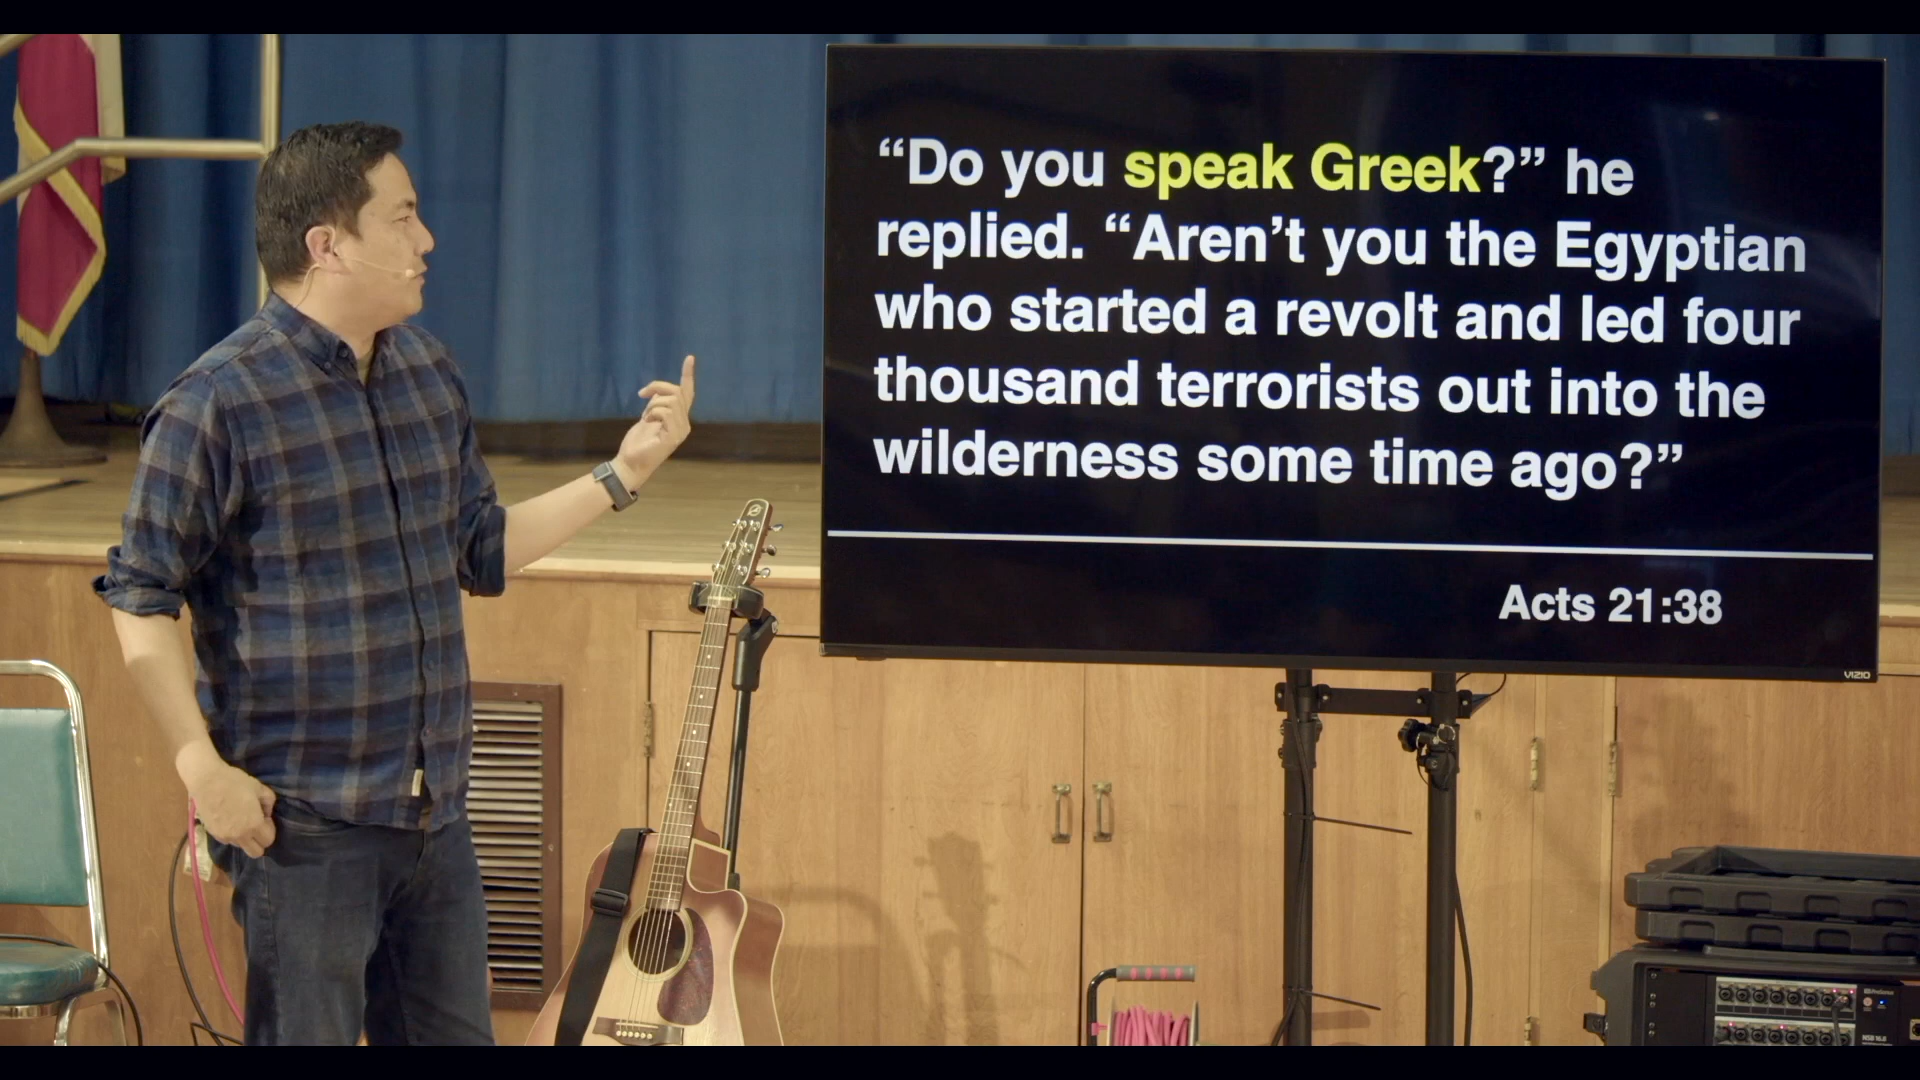 “Do you speak Greek?” he
replied. “Aren’t you the Egyptian
who started a revolt and led four
thousand terrorists out into the
wilderness some time ago?”
Acts 21:38
VIZIO